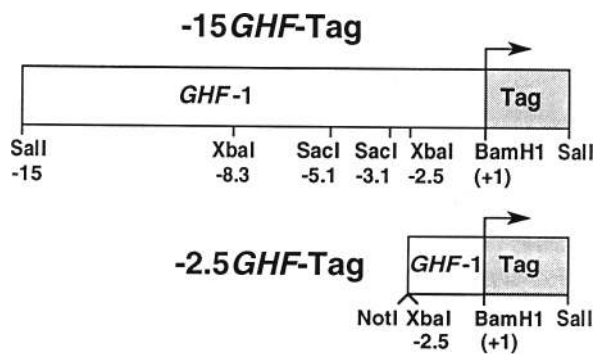 -15GHF-Tag
GHF-1 Tag
SalI XbaI SacI SacI XbaI BamH1 SalI
-15 -8.3 -5.1 -3.1 -2.5 (+1)
-2.5GHF-Tag
GHF-1 Tag
NotI XbaI BamH1 SalI
-2.5 (+1)